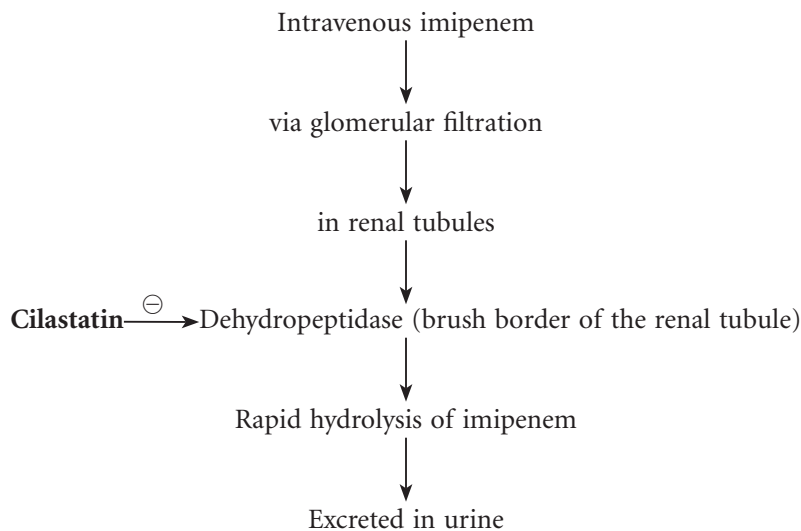 Intravenous imipenem
via glomerular filtration
in renal tubules
Cilastatin ⊖ Dehydropeptidase (brush border of the renal tubule)
Rapid hydrolysis of imipenem
Excreted in urine